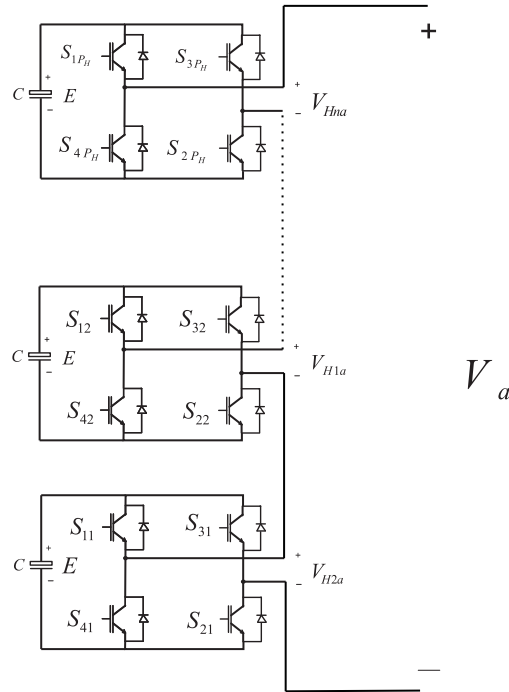 +
S1PH S3PH
+ +
C E VHna
− −
S4PH S2PH
S12 S32
+ +
C E VH1a
− −
Va
S42 S22
S11 S31
+ +
C E VH2a
− −
S41 S21
—